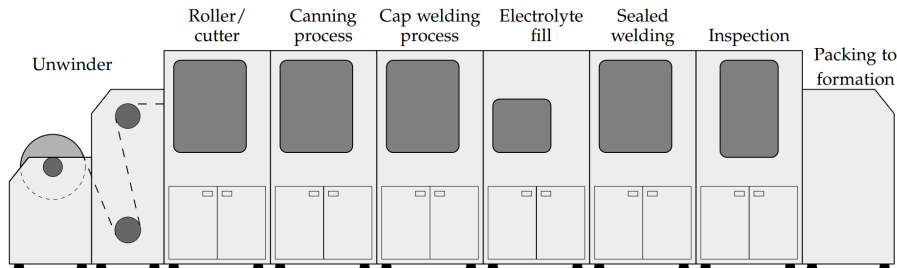 Unwinder
Roller/
cutter
Canning
process
Cap welding
process
Electrolyte
fill
Sealed
welding
Inspection
Packing to
formation